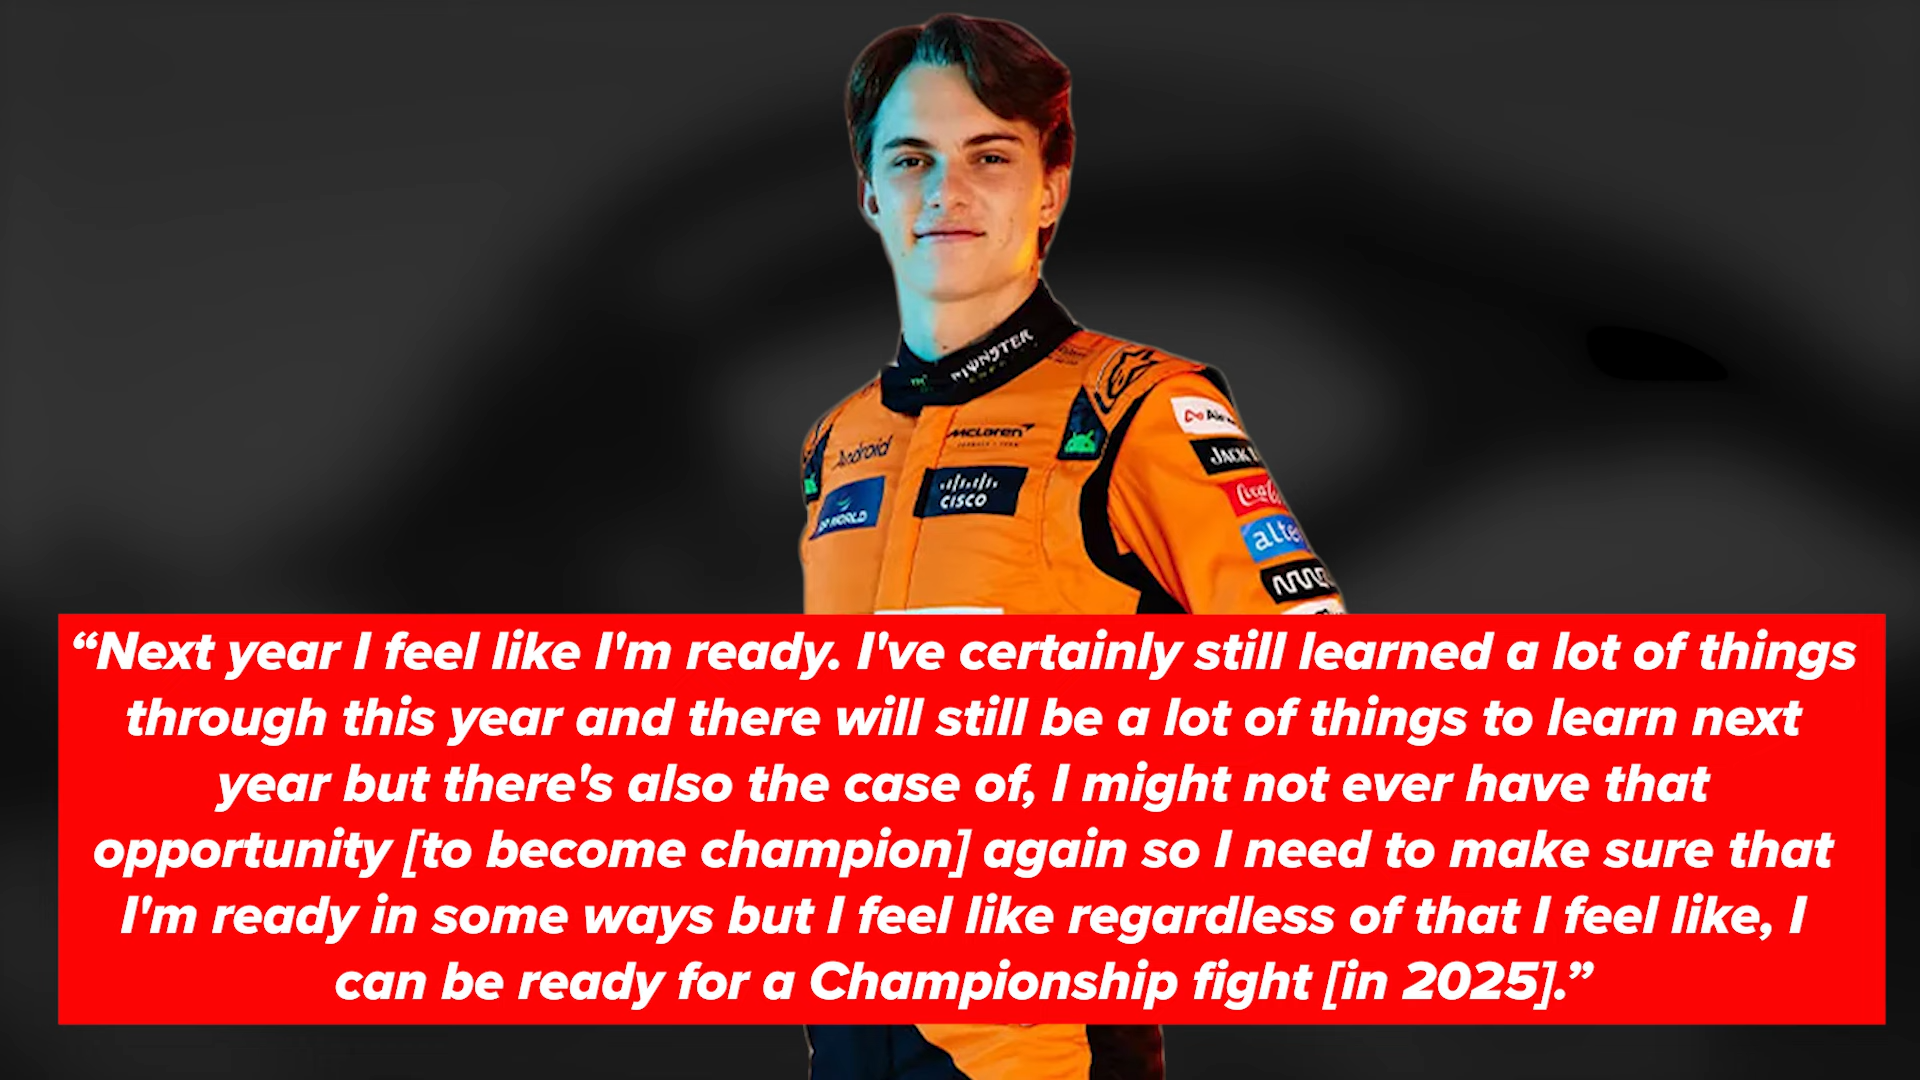 MONSTER
Android
McLaren
CISCO
JACK
Coca
alte
“Next year I feel like I'm ready. I've certainly still learned a lot of things
through this year and there will still be a lot of things to learn next
year but there's also the case of, I might not ever have that
opportunity [to become champion] again so I need to make sure that
I'm ready in some ways but I feel like regardless of that I feel like, I
can be ready for a Championship fight [in 2025].”